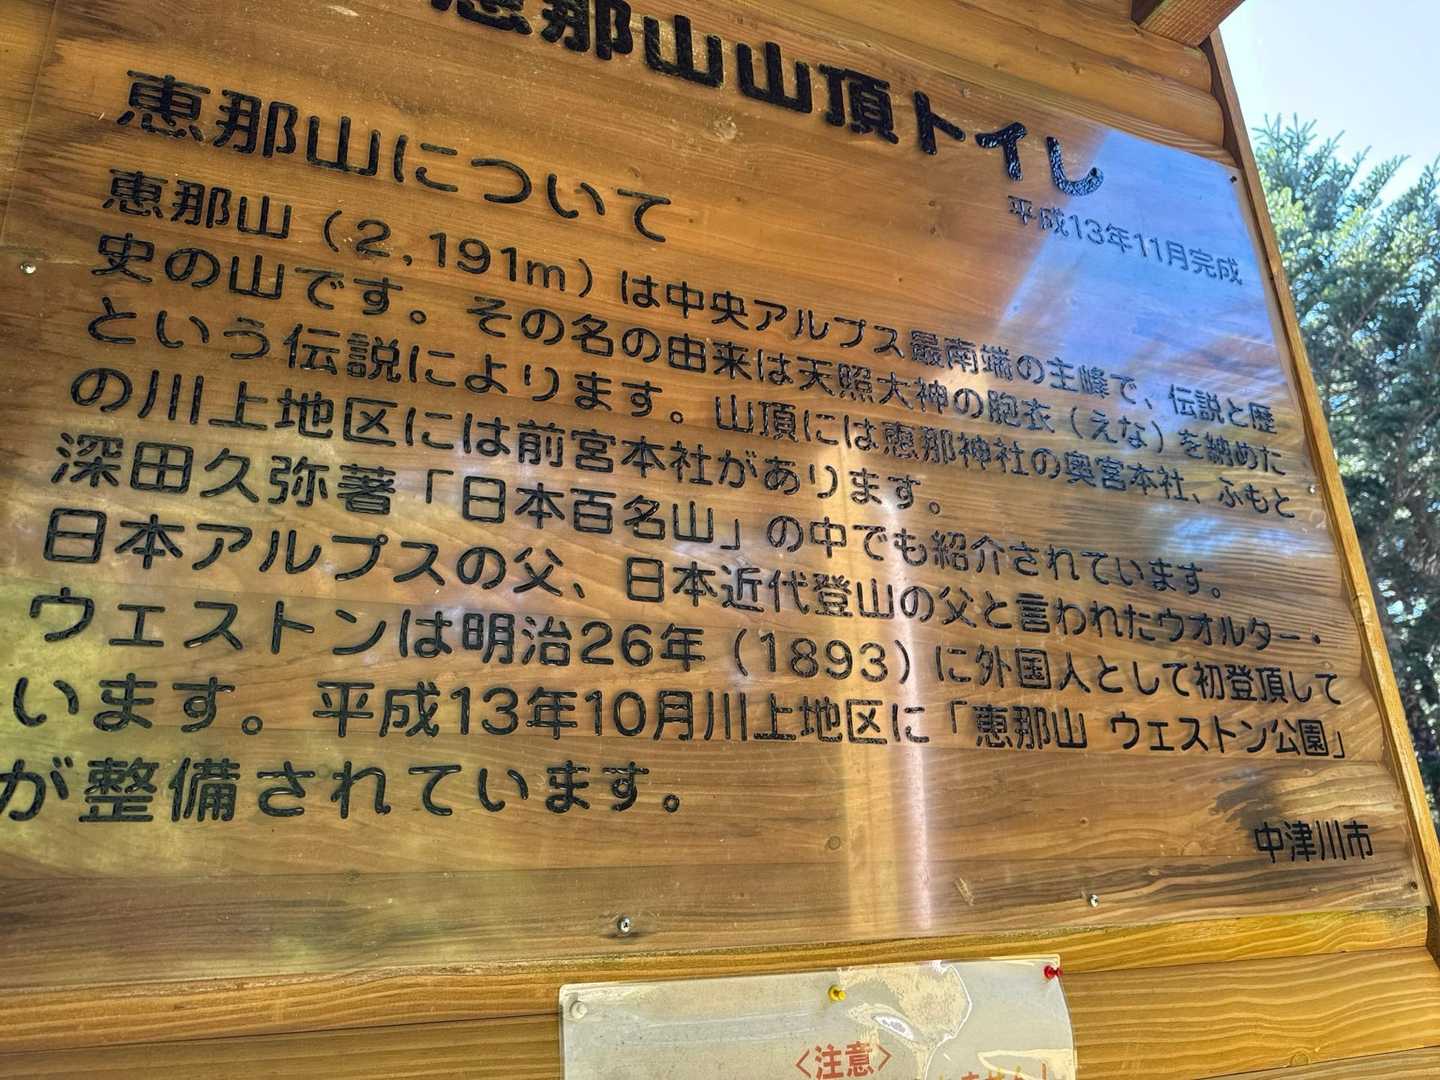 恵那山山頂トイレ
平成13年11月完成
恵那山について
恵那山（2,191m）は中央アルプス最南端の主峰で、伝説と歴
史の山です。その名の由来は天照大神の胞衣（えな）を納めた
という伝説によります。山頂には恵那神社の奥宮本社、ふもと
の川上地区には前宮本社があります。
深田久弥著「日本百名山」の中でも紹介されています。
日本アルプスの父、日本近代登山の父と言われたウオルター・
ウェストンは明治26年（1893）に外国人として初登頂して
います。平成13年10月川上地区に「恵那山 ウェストン公園」
が整備されています。
中津川市
〈注意〉